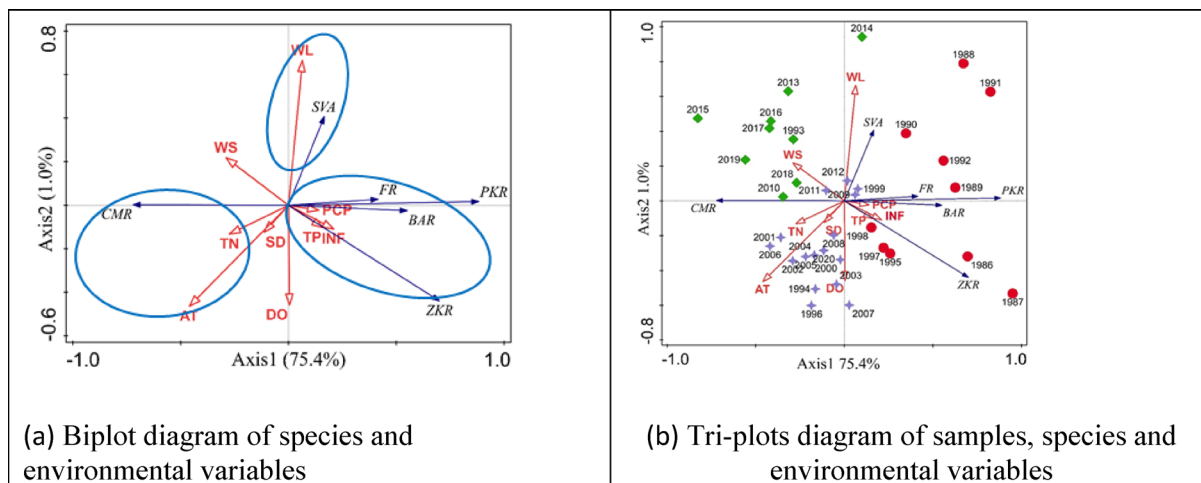 0.8
WL
SVA
WS
FR
PKR
CMR
PCP
BAR
TN
SD
TP INF
AT
DO
ZKR
Axis2 (1.0%)
-0.6
-1.0
Axis1 (75.4%)
1.0
(a) Biplot diagram of species and
environmental variables
1.0
2014
1988
WL
2013
1991
2015
2016
SVA
2017
1993
1990
WS
2019
2012
1992
2018
2011
2009
1999
1989
2010
FR
PKR
CMR
PCP
BAR
TP
INF
TN
SD
1998
2001
2004
2008
1997
1995
2006
2020
1986
2002
2005
2000
2003
ZKR
AT
1994
DO
1987
1996
2007
Axis2 1.0%
-0.8
-1.0
Axis1 75.4%
1.0
(b) Tri-plots diagram of samples, species and
environmental variables